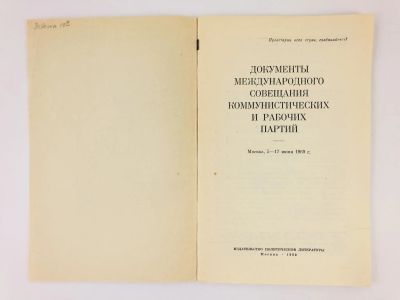 Пролетарии всех стран, соединяйтесь!
ДОКУМЕНТЫ
МЕЖДУНАРОДНОГО
СОВЕЩАНИЯ
КОММУНИСТИЧЕСКИХ
И РАБОЧИХ
ПАРТИЙ
Москва, 5—17 июня 1969 г.
ИЗДАТЕЛЬСТВО ПОЛИТИЧЕСКОЙ ЛИТЕРАТУРЫ
Москва · 1969